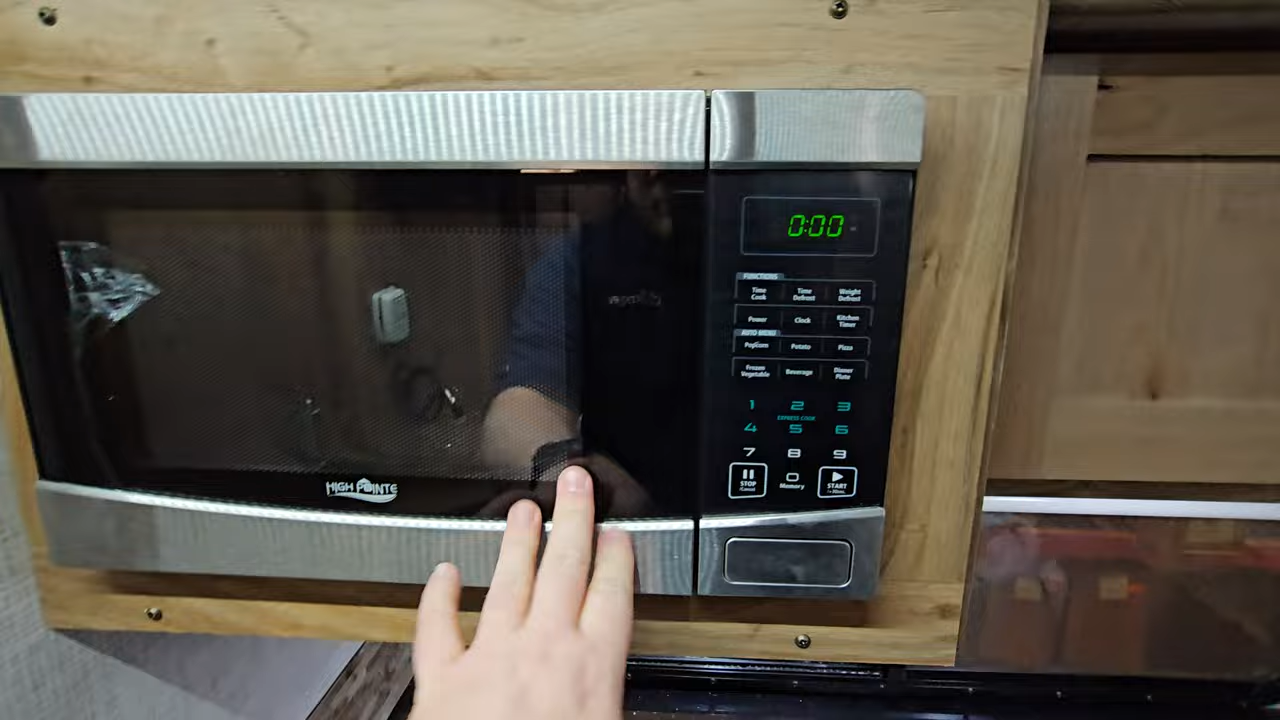 0:00
FUNCTIONS
Time Cook
Time Defrost
Weight Defrost
Power
Clock
Kitchen Timer
AUTO MENU
Popcorn
Potato
Pizza
Frozen Vegetable
Beverage
Dinner Plate
1 2 3
EXPRESS COOK
4 5 6
7 8 9
STOP
/Cancel
0
Memory
START
HIGH POINTE